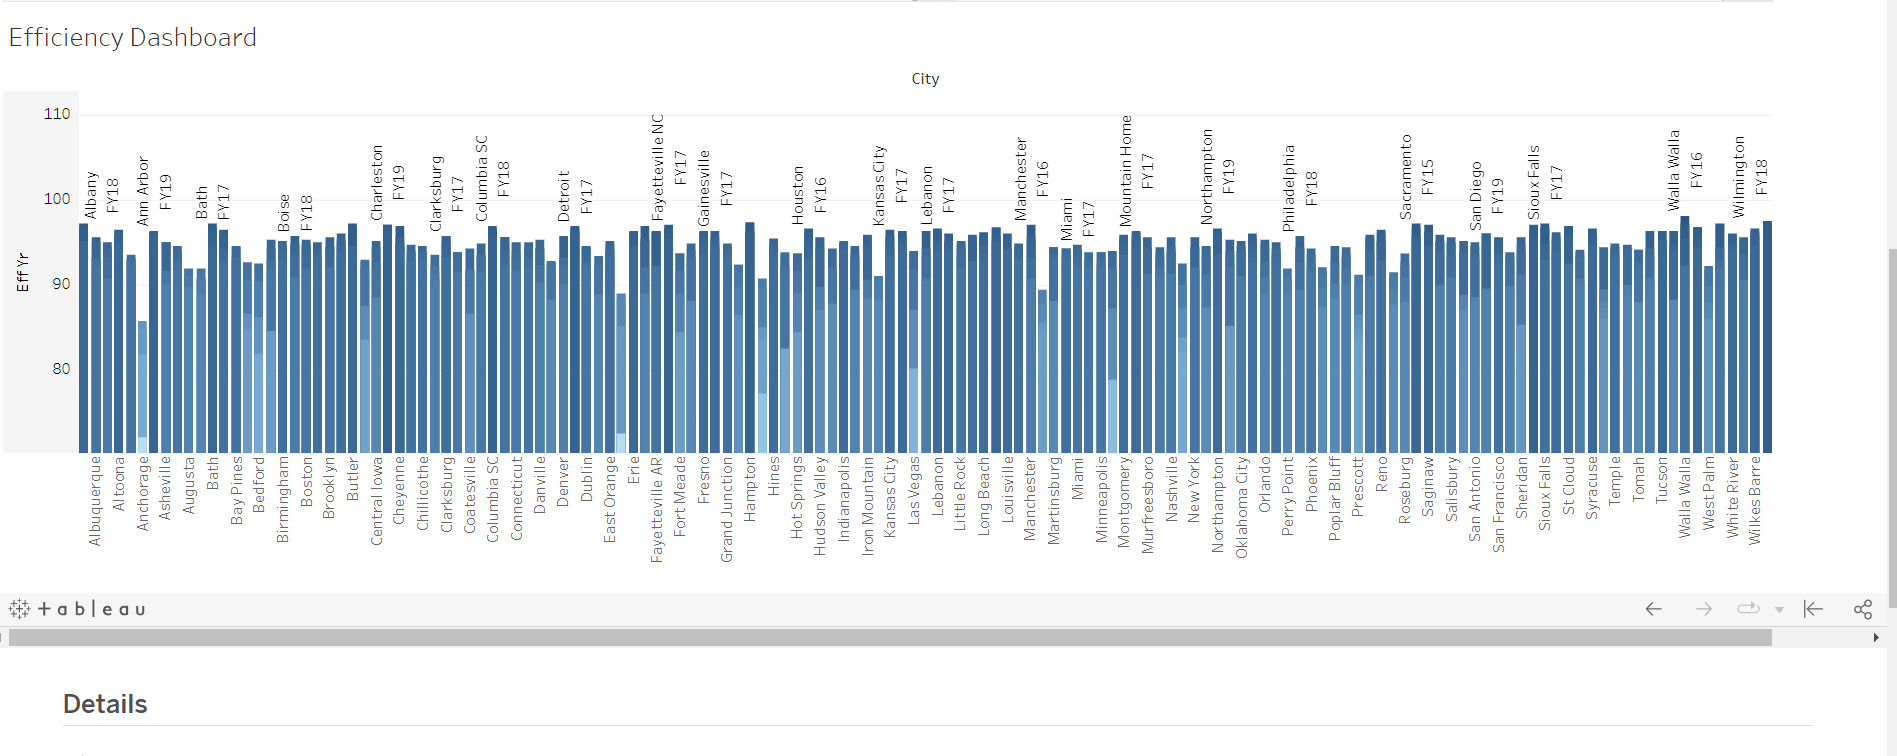 Efficiency Dashboard
City
110
100
90
80
Eff Yr
Albany
FY18
Ann Arbor
FY19
Bath
FY17
Boise
FY18
Charleston
FY19
Clarksburg
FY17
Columbia SC
FY18
Detroit
FY17
Fayetteville NC
FY17
Gainesville
FY17
Houston
FY16
Kansas City
FY17
Lebanon
FY17
Manchester
FY16
Miami
FY17
Mountain Home
FY17
Northampton
FY19
Philadelphia
FY18
Sacramento
FY15
San Diego
FY19
Sioux Falls
FY17
Walla Walla
FY16
Wilmington
FY18
Albuquerque
Altoona
Anchorage
Asheville
Augusta
Bath
Bay Pines
Bedford
Birmingham
Boston
Brooklyn
Butler
Central Iowa
Cheyenne
Chillicothe
Clarksburg
Coatesville
Columbia SC
Connecticut
Danville
Denver
Dublin
East Orange
Erie
Fayetteville AR
Fort Meade
Fresno
Grand Junction
Hampton
Hines
Hot Springs
Hudson Valley
Indianapolis
Iron Mountain
Kansas City
Las Vegas
Lebanon
Little Rock
Long Beach
Louisville
Manchester
Martinsburg
Miami
Minneapolis
Montgomery
Murfreesboro
Nashville
New York
Northampton
Oklahoma City
Orlando
Perry Point
Phoenix
Poplar Bluff
Prescott
Reno
Roseburg
Saginaw
Salisbury
San Antonio
San Francisco
Sheridan
Sioux Falls
St Cloud
Syracuse
Temple
Tomah
Tucson
Walla Walla
West Palm
White River
Wilkes Barre
+ableau
Details